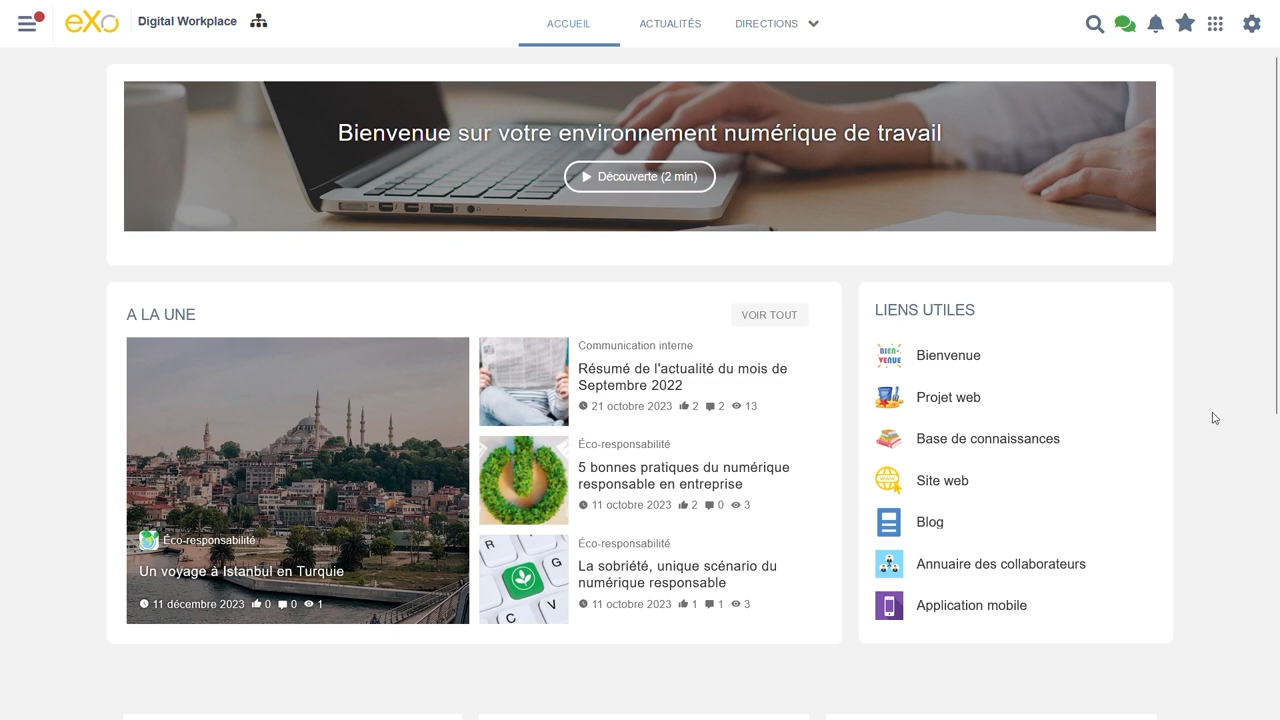 eXo
Digital Workplace
ACCUEIL
ACTUALITÉS
DIRECTIONS
Bienvenue sur votre environnement numérique de travail
Découverte (2 min)
A LA UNE
VOIR TOUT
Éco-responsabilité
Un voyage à Istanbul en Turquie
11 décembre 2023 0 0 1
Communication interne
Résumé de l'actualité du mois de
Septembre 2022
21 octobre 2023 2 2 13
Éco-responsabilité
5 bonnes pratiques du numérique
responsable en entreprise
11 octobre 2023 2 0 3
R
G
C
V
Éco-responsabilité
La sobriété, unique scénario du
numérique responsable
11 octobre 2023 1 1 3
LIENS UTILES
BIEN-
VENUE
Bienvenue
Projet web
Base de connaissances
WWW
Site web
Blog
Annuaire des collaborateurs
Application mobile